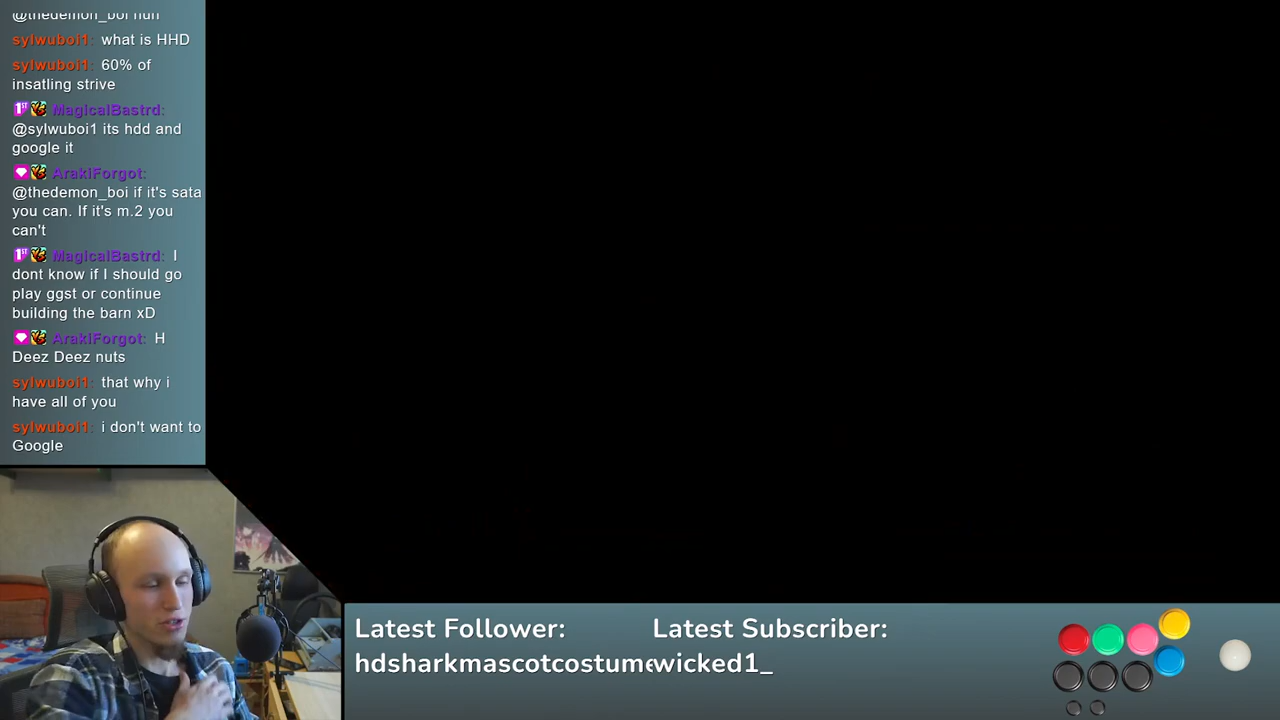 @thedemon_boi huh
sylwuboi1: what is HHD
sylwuboi1: 60% of
insatling strive
MagicalBastrd:
@sylwuboi1 its hdd and
google it
ArakiForgot:
@thedemon_boi if it's sata
you can. If it's m.2 you
can't
MagicalBastrd: I
dont know if I should go
play ggst or continue
building the barn xD
ArakiForgot: H
Deez Deez nuts
sylwuboi1: that why i
have all of you
sylwuboi1: i don't want to
Google
Latest Follower:
hdsharkmascotcostume
Latest Subscriber:
wicked1_